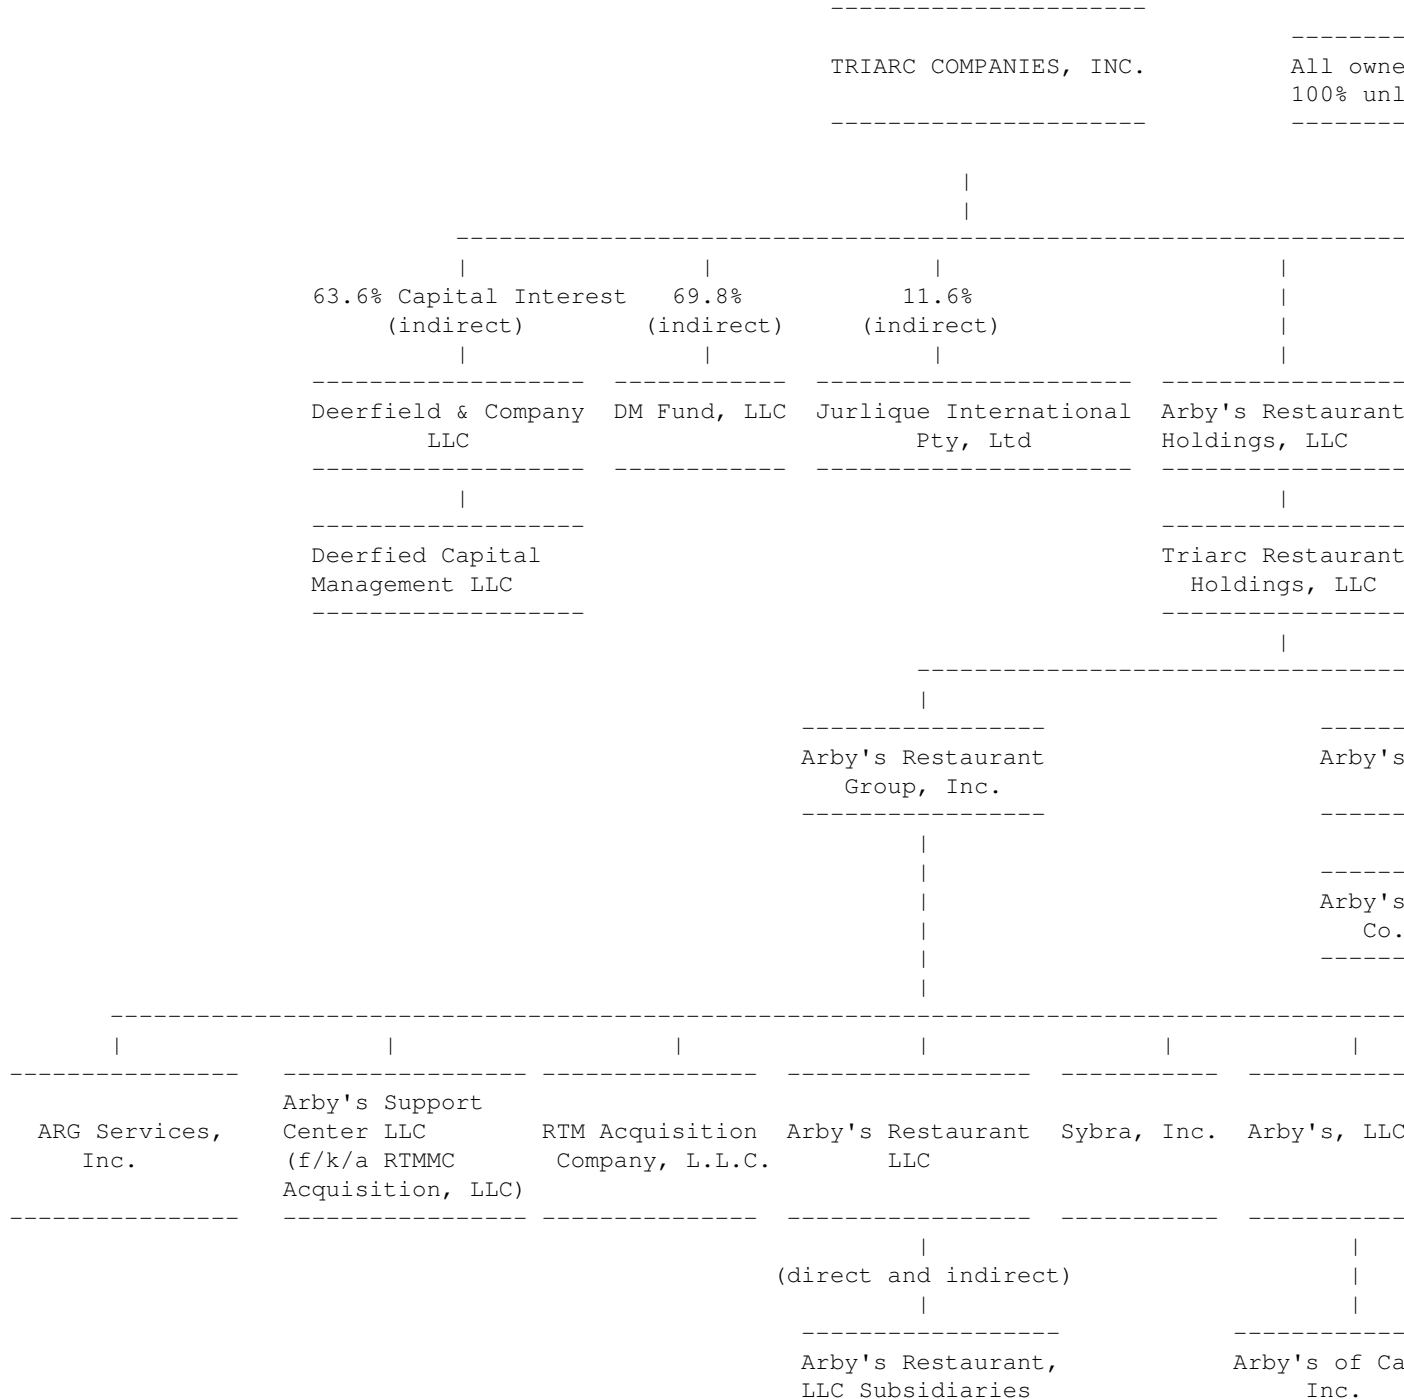 TRIARC COMPANIES, INC. All owne
100% unl
63.6% Capital Interest 69.8% 11.6%
(indirect) (indirect) (indirect)
Deerfield & Company DM Fund, LLC Jurlique International Arby's Restaurant
LLC Pty, Ltd Holdings, LLC
Deerfied Capital Triarc Restaurant
Management LLC Holdings, LLC
Arby's Restaurant Arby's
Group, Inc.
Arby's
Co.
Arby's Support
ARG Services, Center LLC RTM Acquisition Arby's Restaurant Sybra, Inc. Arby's, LLC
Inc. (f/k/a RTMMC Company, L.L.C. LLC
Acquisition, LLC)
(direct and indirect)
Arby's Restaurant, Arby's of Ca
LLC Subsidiaries Inc.